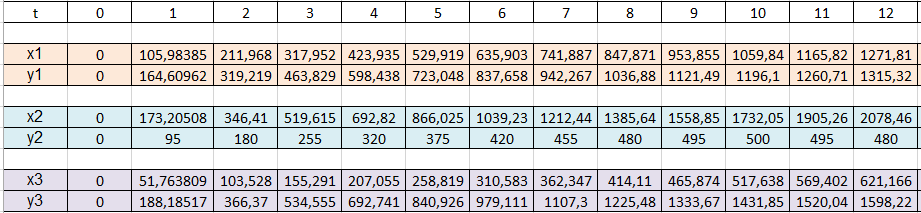 t 0 1 2 3 4 5 6 7 8 9 10 11 12
x1 0 105,98385 211,968 317,952 423,935 529,919 635,903 741,887 847,871 953,855 1059,84 1165,82 1271,81
y1 0 164,60962 319,219 463,829 598,438 723,048 837,658 942,267 1036,88 1121,49 1196,1 1260,71 1315,32
x2 0 173,20508 346,41 519,615 692,82 866,025 1039,23 1212,44 1385,64 1558,85 1732,05 1905,26 2078,46
y2 0 95 180 255 320 375 420 455 480 495 500 495 480
x3 0 51,763809 103,528 155,291 207,055 258,819 310,583 362,347 414,11 465,874 517,638 569,402 621,166
y3 0 188,18517 366,37 534,555 692,741 840,926 979,111 1107,3 1225,48 1333,67 1431,85 1520,04 1598,22